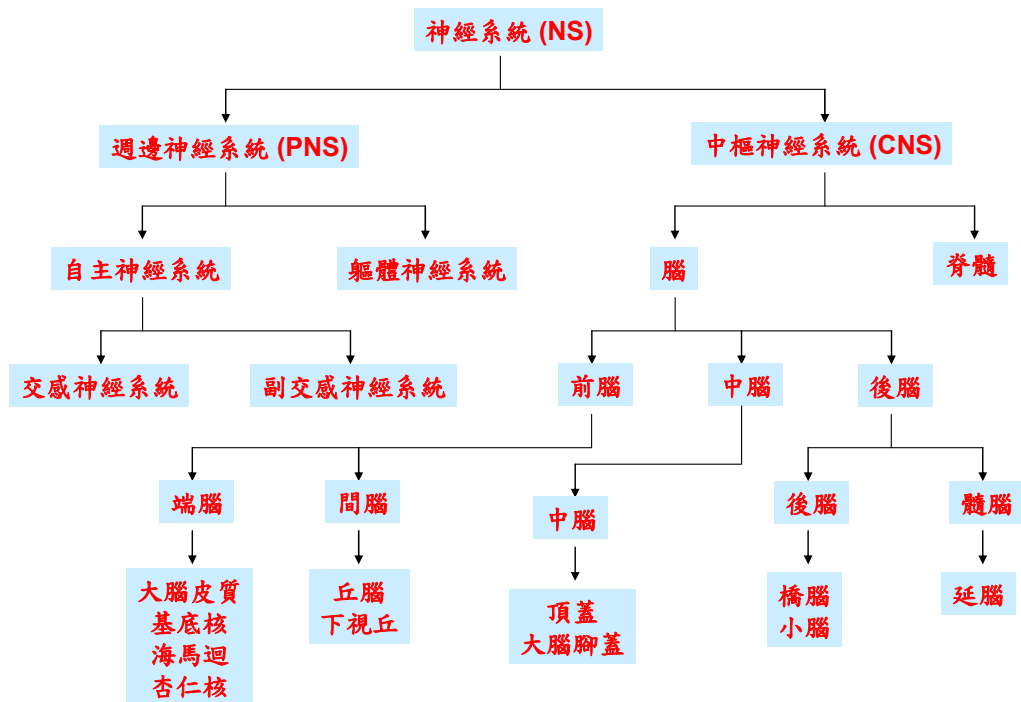 神經系統 (NS)
週邊神經系統 (PNS)
中樞神經系統 (CNS)
自主神經系統
軀體神經系統
腦
脊髓
交感神經系統
副交感神經系統
前腦
中腦
後腦
端腦
間腦
中腦
後腦
髓腦
大腦皮質
基底核
海馬迴
杏仁核
丘腦
下視丘
頂蓋
大腦腳蓋
橋腦
小腦
延腦